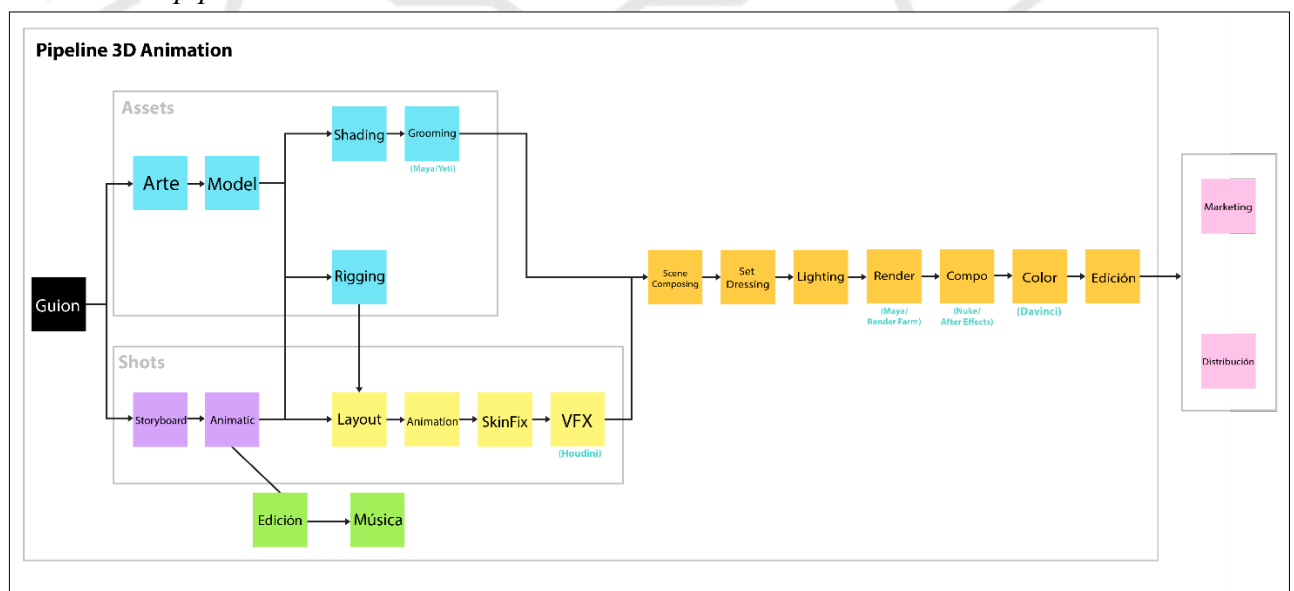 Pipeline 3D Animation
Assets
Shading
Grooming
(Maya/Yeti)
Arte
Model
Rigging
Guion
Shots
Storyboard
Animatic
Layout
Animation
SkinFix
VFX
(Houdini)
Edición
Música
Scene
Composing
Set
Dressing
Lighting
Render
(Maya/
Render Farm)
Compo
(Nuke/
After Effects)
Color
(Davinci)
Edición
Marketing
Distribución